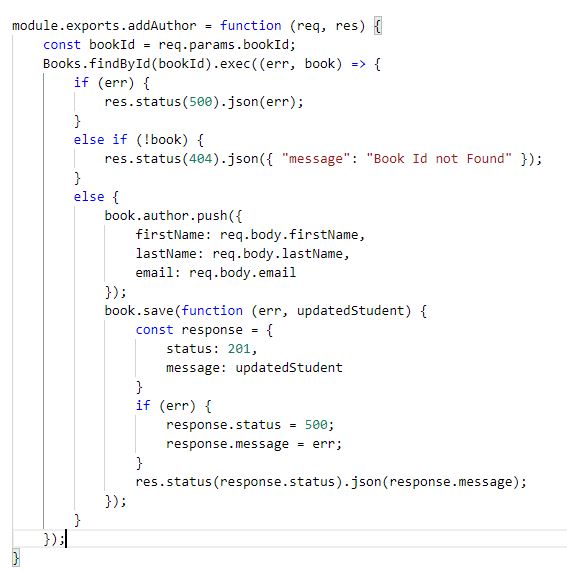 module.exports.addAuthor = function (req, res) {
    const bookId = req.params.bookId;
    Books.findById(bookId).exec((err, book) => {
        if (err) {
            res.status(500).json(err);
        }
        else if (!book) {
            res.status(404).json({ "message": "Book Id not Found" });
        }
        else {
            book.author.push({
                firstName: req.body.firstName,
                lastName: req.body.lastName,
                email: req.body.email
            });
            book.save(function (err, updatedStudent) {
                const response = {
                    status: 201,
                    message: updatedStudent
                }
                if (err) {
                    response.status = 500;
                    response.message = err;
                }
                res.status(response.status).json(response.message);
            });
        }
    });
}